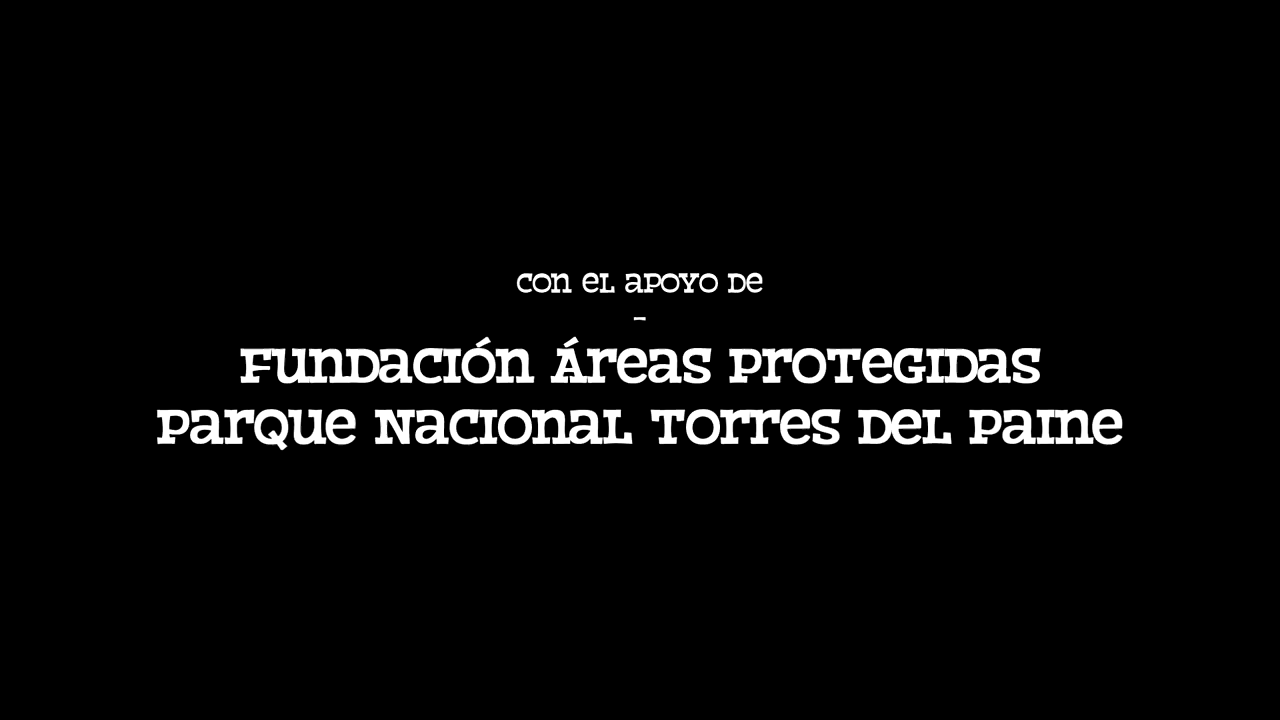 con el apoyo de
-
Fundación Áreas Protegidas
Parque Nacional Torres del Paine